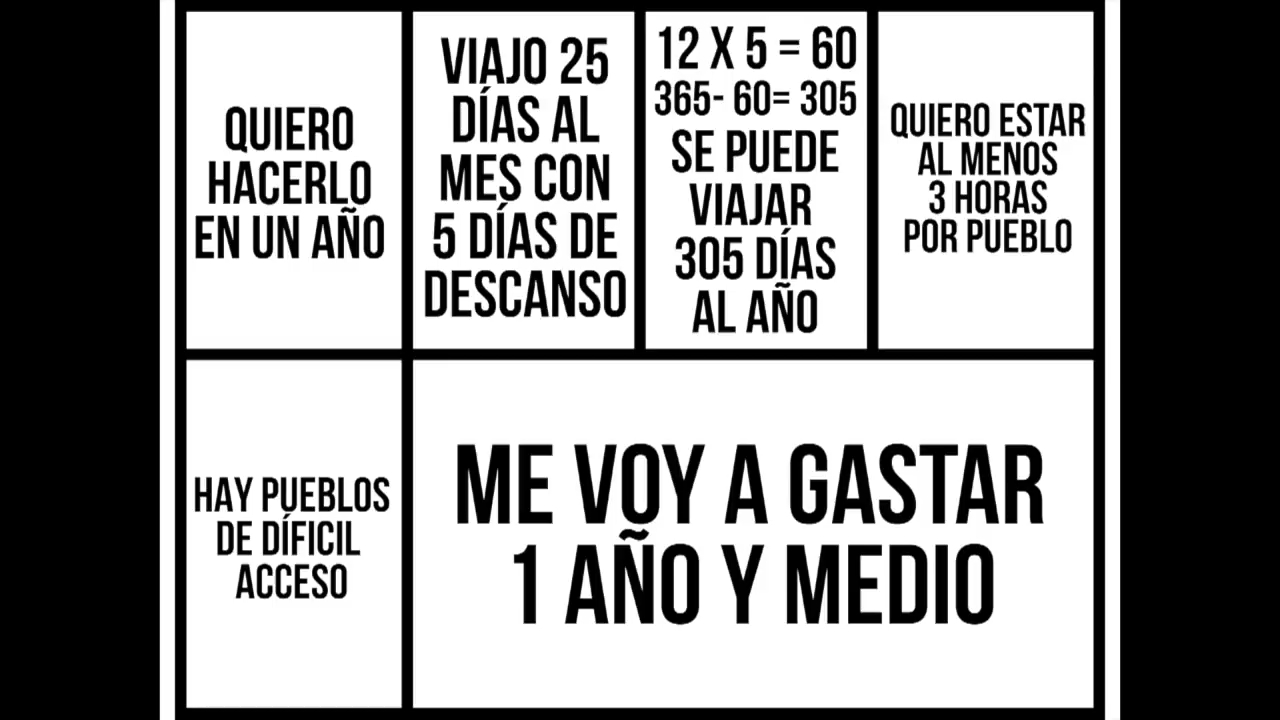 QUIERO
HACERLO
EN UN AÑO
VIAJO 25
DÍAS AL
MES CON
5 DÍAS DE
DESCANSO
12 X 5 = 60
365- 60= 305
SE PUEDE
VIAJAR
305 DÍAS
AL AÑO
QUIERO ESTAR
AL MENOS
3 HORAS
POR PUEBLO
HAY PUEBLOS
DE DÍFICIL
ACCESO
ME VOY A GASTAR
1 AÑO Y MEDIO